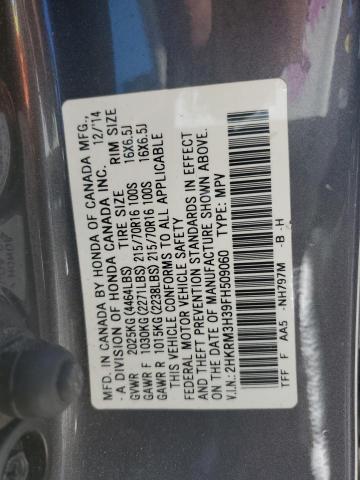 MFD. IN CANADA BY HONDA OF CANADA MFG.,
A DIVISION OF HONDA CANADA INC. 12/'14
TIRE SIZE RIM SIZE
GVWR 2025KG(4464LBS)
GAWR F 1030KG(2271LBS) 215/70R16 100S 16X6.5J
GAWR R 1015KG(2238LBS) 215/70R16 100S 16X6.5J
THIS VEHICLE CONFORMS TO ALL APPLICABLE
FEDERAL MOTOR VEHICLE SAFETY
AND THEFT PREVENTION STANDARDS IN EFFECT
ON THE DATE OF MANUFACTURE SHOWN ABOVE.
V.I.N.: 2HKRM3H39FH509060 TYPE: MPV
TFF F AA5 -NH797M -B -H